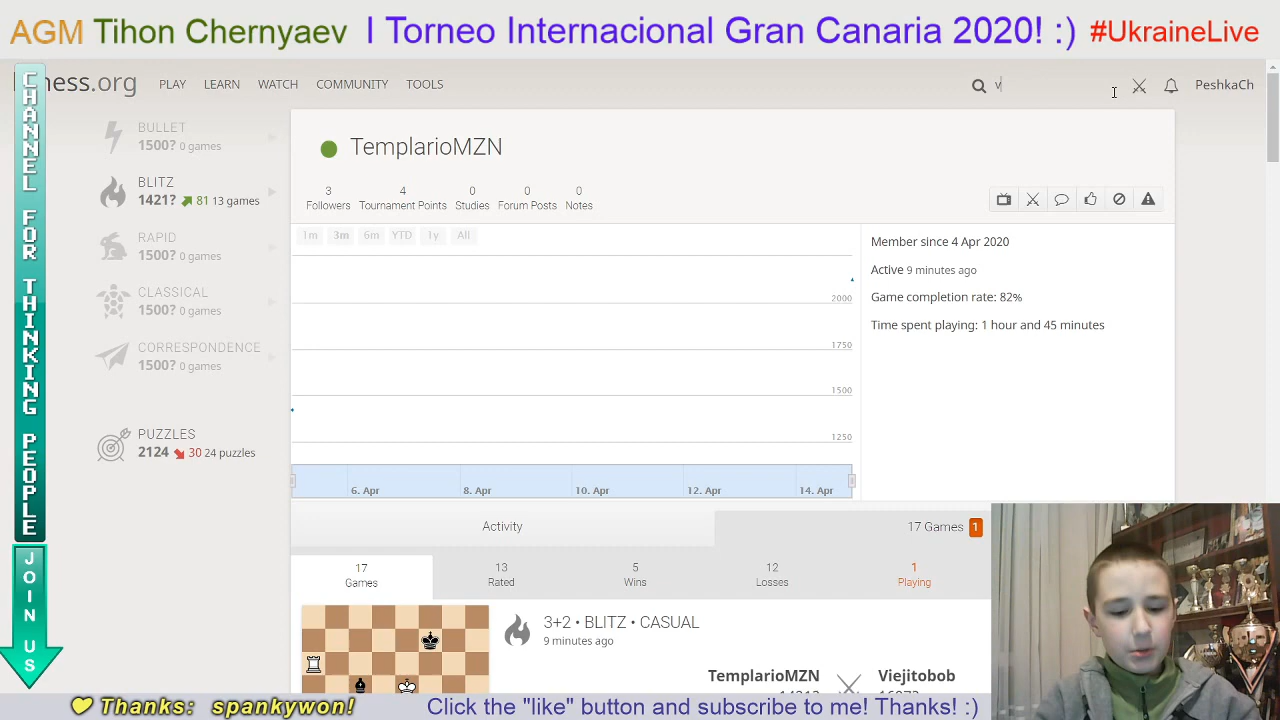 AGM Tihon Chernyaev I Torneo Internacional Gran Canaria 2020! :) #UkraineLive
CHANNEL FOR THINKING PEOPLE
JOIN US
hess.org PLAY LEARN WATCH COMMUNITY TOOLS v PeshkaCh
BULLET
1500? 0 games
BLITZ
1421? 81 13 games
RAPID
1500? 0 games
CLASSICAL
1500? 0 games
CORRESPONDENCE
1500? 0 games
PUZZLES
2124 30 24 puzzles
TemplarioMZN
3 4 0 0 0
Followers Tournament Points Studies Forum Posts Notes
1m 3m 6m YTD 1y All
2000
1750
1500
1250
6. Apr 8. Apr 10. Apr 12. Apr 14. Apr
Member since 4 Apr 2020
Active 9 minutes ago
Game completion rate: 82%
Time spent playing: 1 hour and 45 minutes
Activity 17 Games 1
17 13 5 12 1
Games Rated Wins Losses Playing
3+2 • BLITZ • CASUAL
9 minutes ago
TemplarioMZN Viejitobob
Thanks: spankywon! Click the "like" button and subscribe to me! Thanks! :)